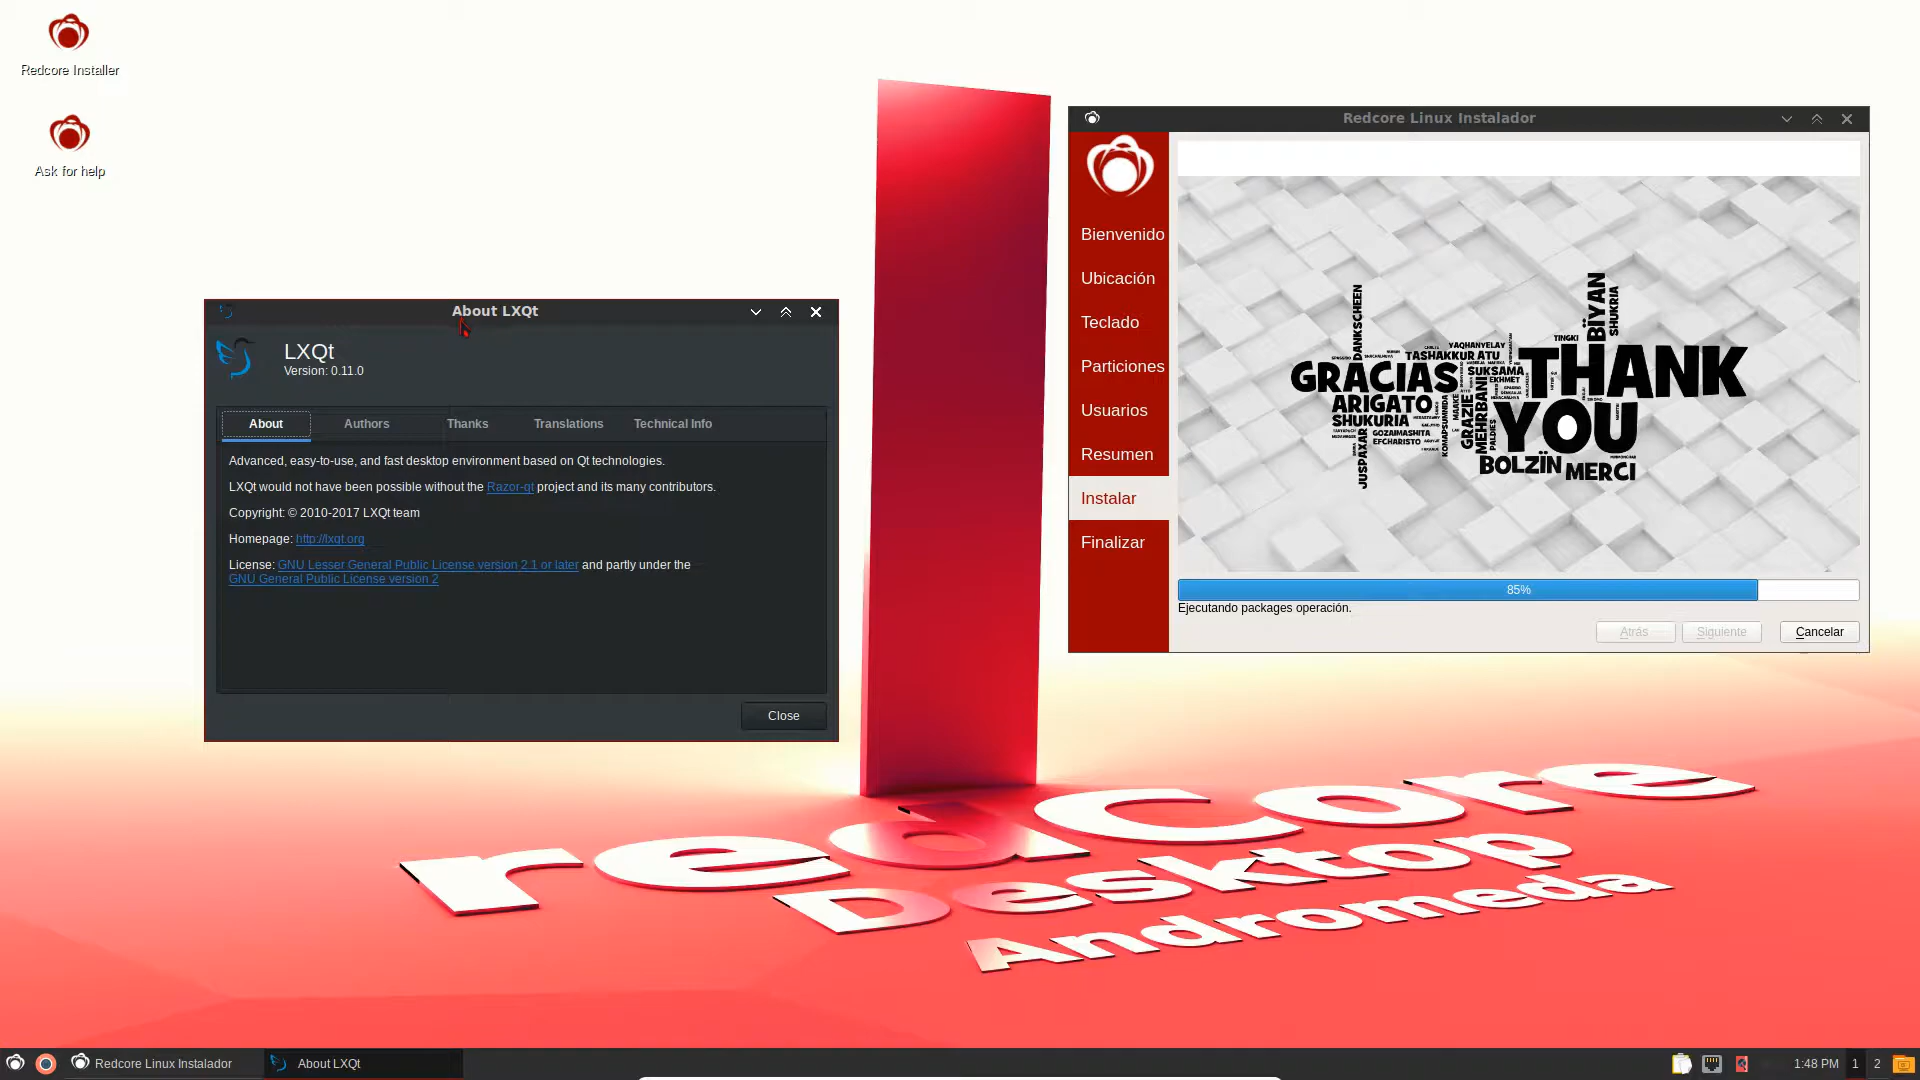 Redcore Installer
Ask for help
About LXQt
LXQt
Version: 0.11.0
About Authors Thanks Translations Technical Info
Advanced, easy-to-use, and fast desktop environment based on Qt technologies.
LXQt would not have been possible without the Razor-qt project and its many contributors.
Copyright: © 2010-2017 LXQt team
Homepage: http://lxqt.org
License: GNU Lesser General Public License version 2.1 or later and partly under the
GNU General Public License version 2
Close
Redcore Linux Instalador
Bienvenido
Ubicación
Teclado
Particiones
Usuarios
Resumen
Instalar
Finalizar
DANKSCHEEN
TINGKI
BİYAN
SHUKRIA
YAQHANYELAY
TASHAKKUR ATU
SUKSAMA
EKHMET
GRACIAS
THANK
ARIGATO
SHUKURIA
GOZAIMASHITA
EFCHARISTO
JUSPAXAR
KOMAPSUMNIDA
MAAKE
GRAZIE
MEHRBANI
PALDIES
YOU
BOLZÏN
MERCI
85%
Ejecutando packages operación.
Atrás Siguiente Cancelar
redCore
Desktop
Andromeda
Redcore Linux Instalador About LXQt 1:48 PM 1 2